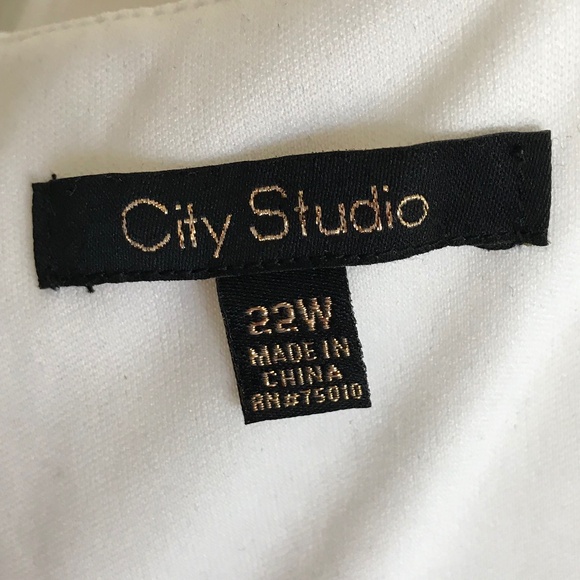 City Studio
22W
MADE IN
CHINA
RN#75010